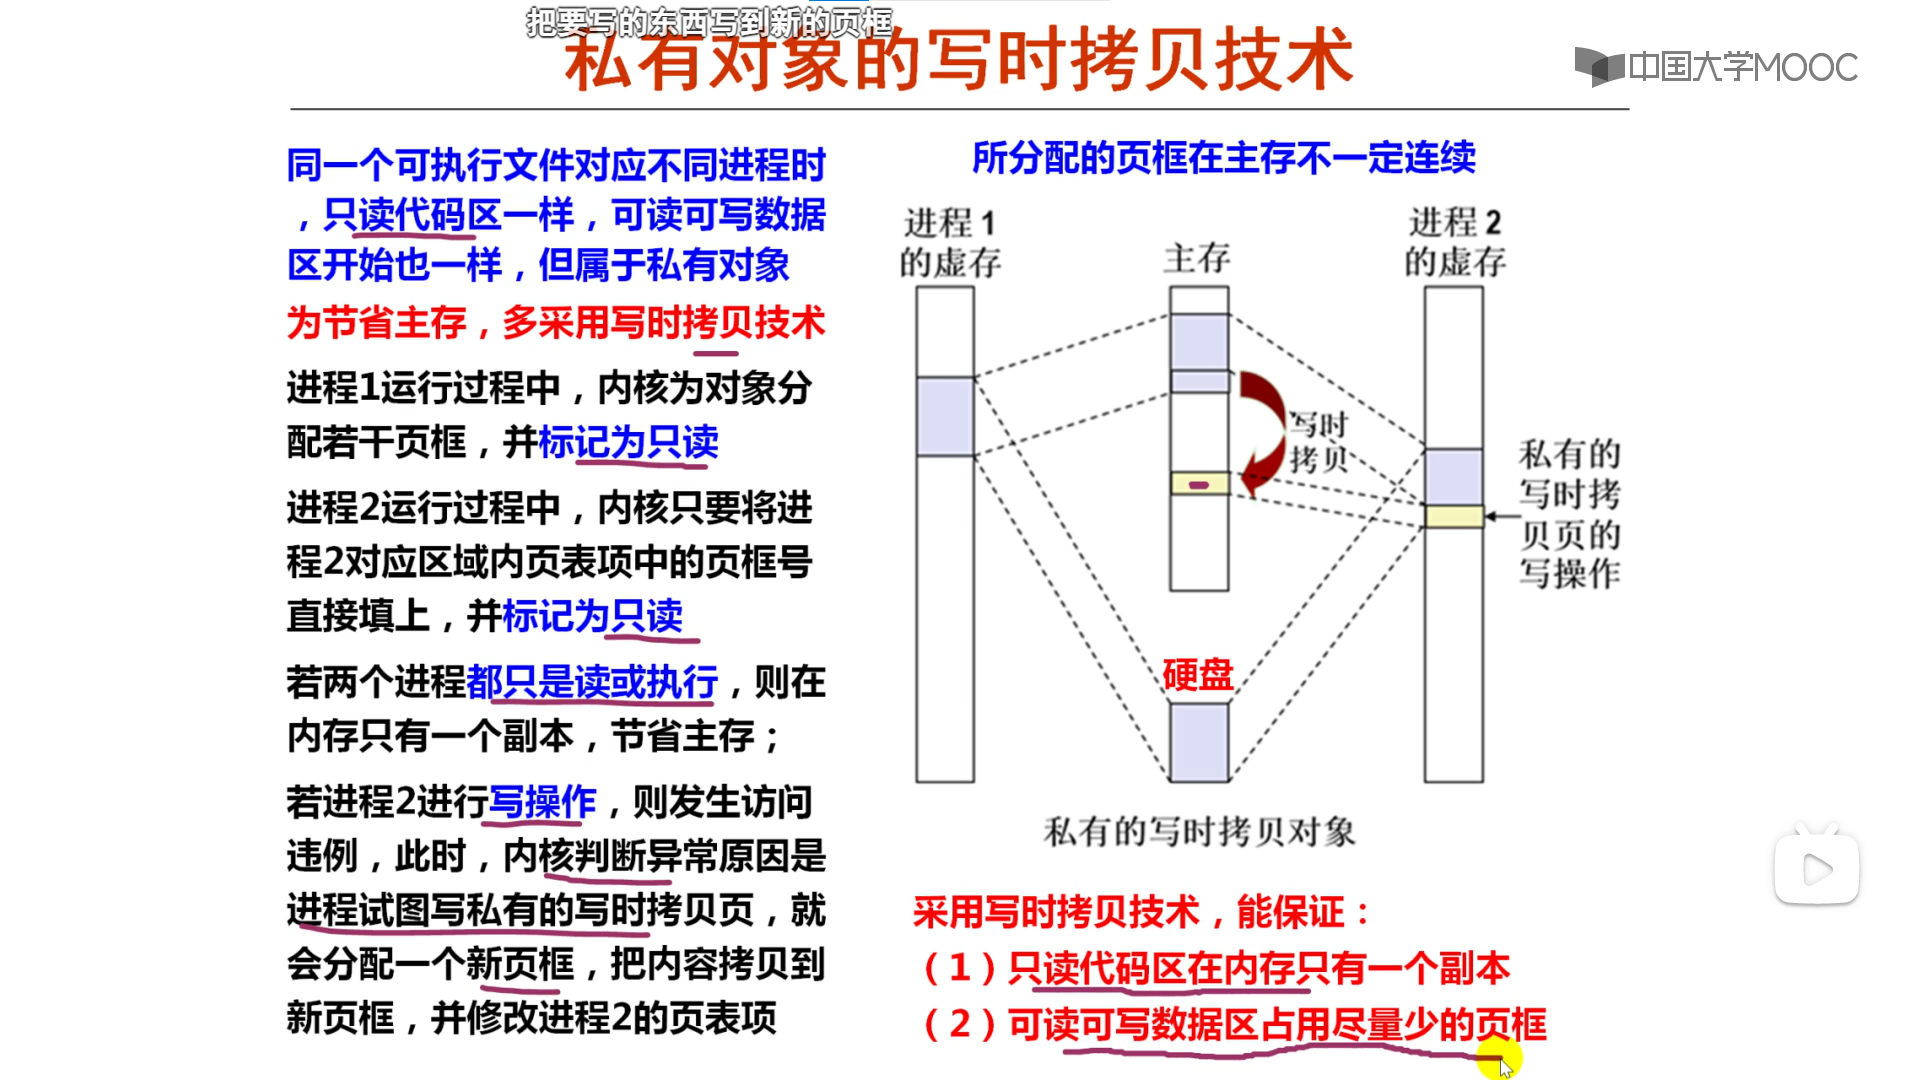 把要写的东西写到新的页框
私有对象的写时拷贝技术
中国大学MOOC
同一个可执行文件对应不同进程时
，只读代码区一样，可读可写数据
区开始也一样，但属于私有对象
为节省主存，多采用写时拷贝技术
进程1运行过程中，内核为对象分
配若干页框，并标记为只读
进程2运行过程中，内核只要将进
程2对应区域内页表项中的页框号
直接填上，并标记为只读
若两个进程都只是读或执行，则在
内存只有一个副本，节省主存；
若进程2进行写操作，则发生访问
违例，此时，内核判断异常原因是
进程试图写私有的写时拷贝页，就
会分配一个新页框，把内容拷贝到
新页框，并修改进程2的页表项
所分配的页框在主存不一定连续
进程 1
的虚存
主存
进程 2
的虚存
写时
拷贝
私有的
写时拷
贝页的
写操作
硬盘
私有的写时拷贝对象
采用写时拷贝技术，能保证：
（1）只读代码区在内存只有一个副本
（2）可读可写数据区占用尽量少的页框